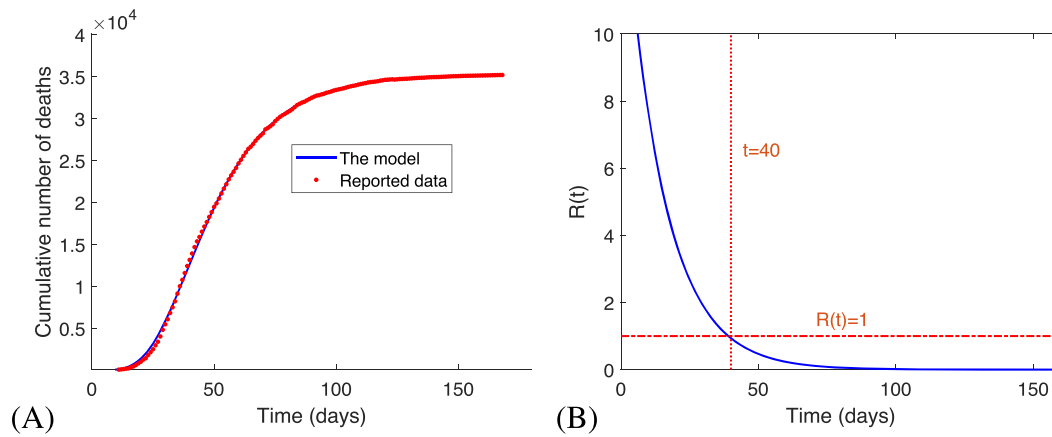 ×10⁴
4
3.5
3
2.5
2
1.5
1
0.5
0
50
100
150
Cumulative number of deaths
Time (days)
The model
Reported data
(A)
10
8
6
4
2
0
0
50
100
150
R(t)
Time (days)
t=40
R(t)=1
(B)